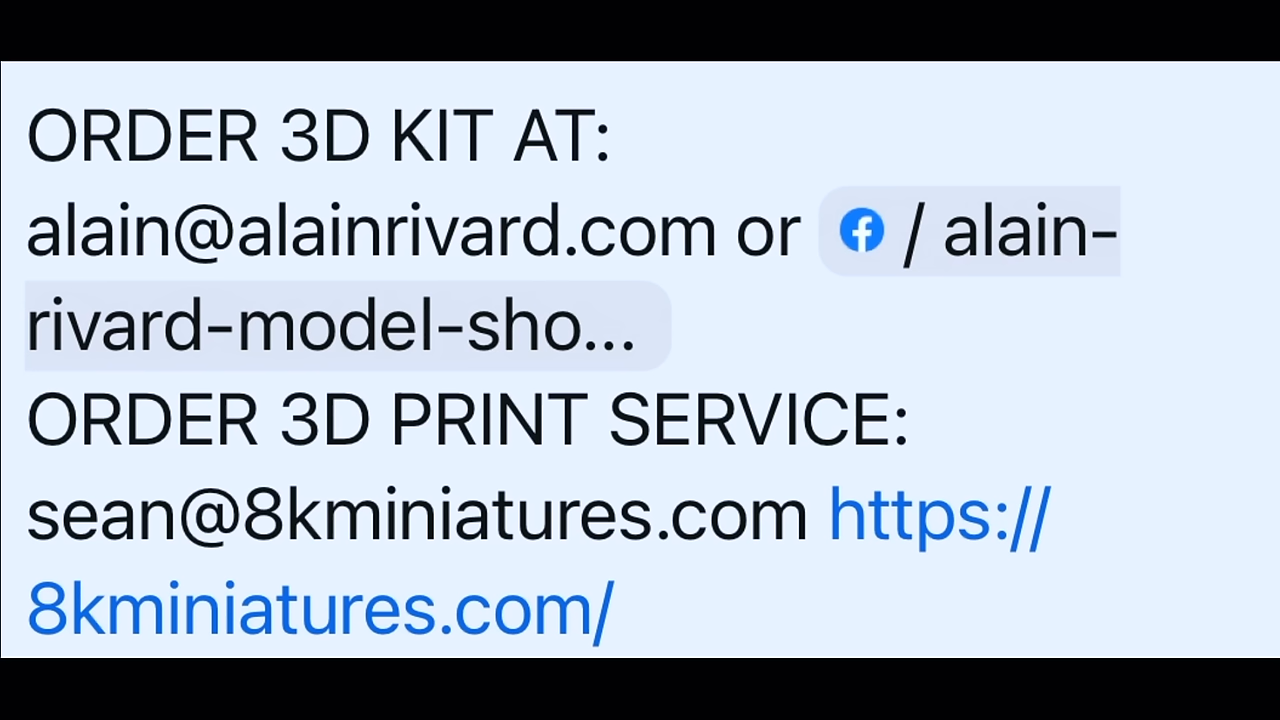 ORDER 3D KIT AT:
alain@alainrivard.com or / alain-
rivard-model-sho...
ORDER 3D PRINT SERVICE:
sean@8kminiatures.com https://
8kminiatures.com/